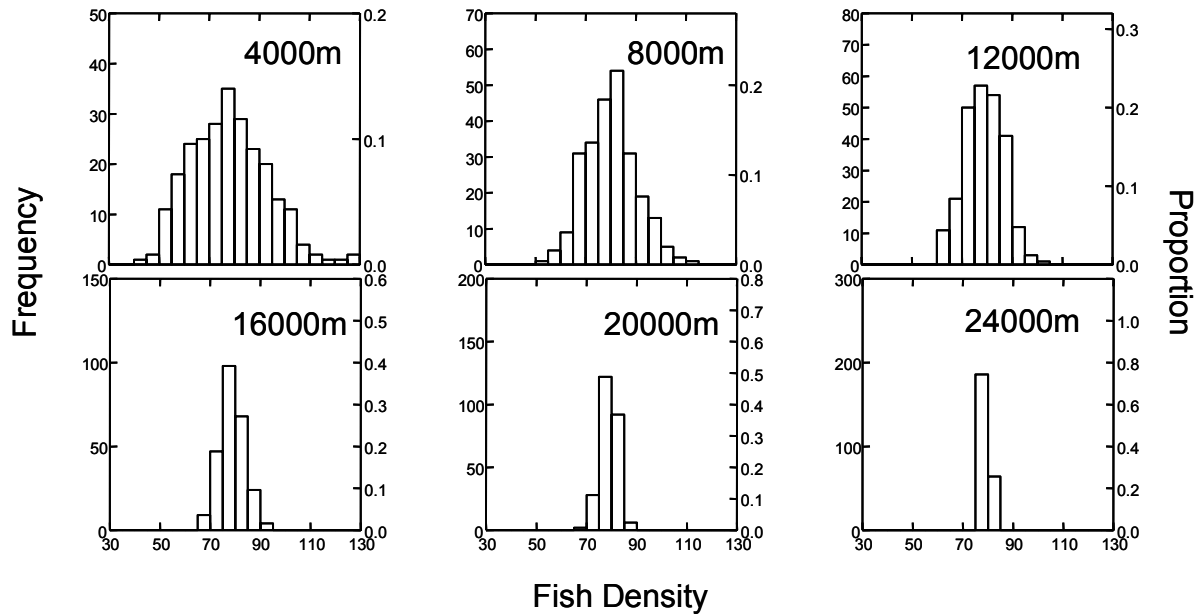 50 0.2 70 80 0.3
4000m 8000m 12000m
40 60 70
30 50 0.2 60 0.2
20 0.1 40 50
10 30 0.1 40 0.1
0 0.0 20 30
10 20
0 0.0 10
0 0.0
Frequency
Proportion
150 0.6 200 0.8 300
16000m 20000m 24000m
0.5 0.7 1.0
100 0.4 150 0.6 200 0.8
0.3 0.5
100 0.4 0.6
50 0.2 0.3 100 0.4
0.1 50 0.2 0.2
0.1
0 0.0 0 0.0 0 0.0
30 50 70 90 110 130 30 50 70 90 110 130 30 50 70 90 110 130
Fish Density